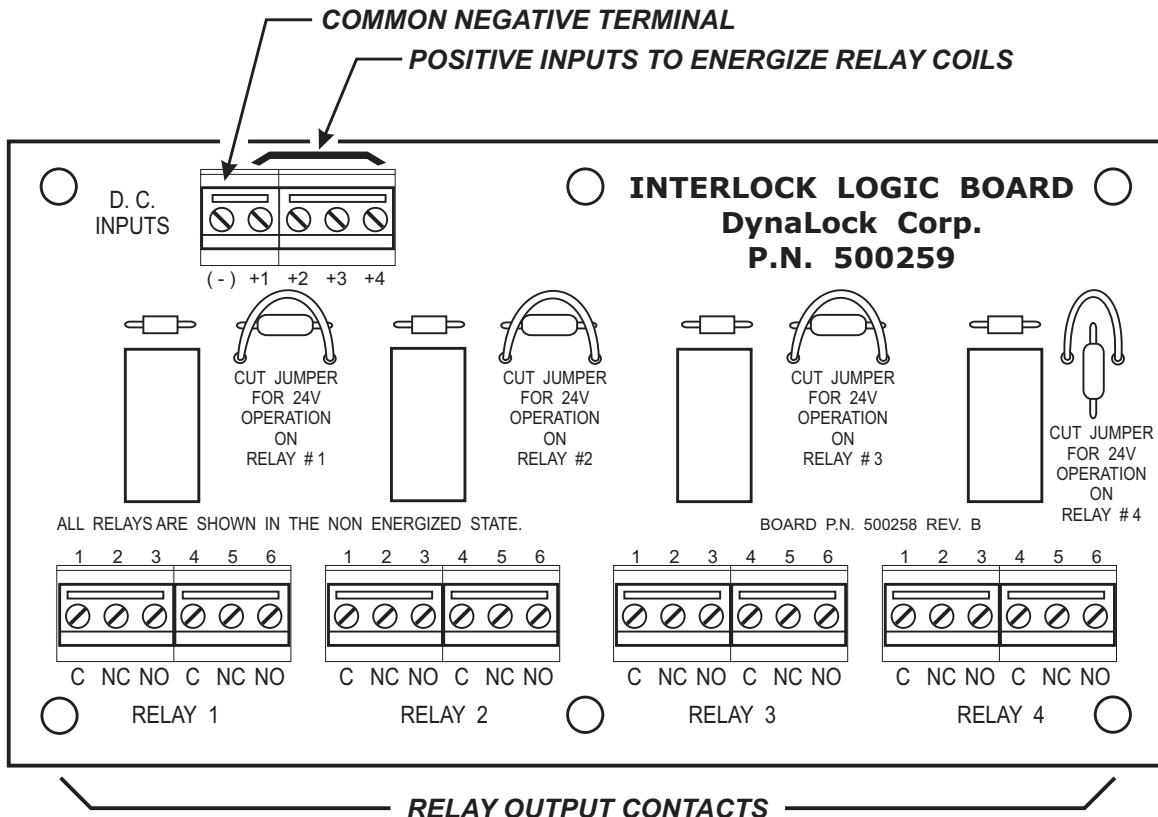 COMMON NEGATIVE TERMINAL
POSITIVE INPUTS TO ENERGIZE RELAY COILS
D. C.
INPUTS
(-) +1 +2 +3 +4
INTERLOCK LOGIC BOARD
DynaLock Corp.
P.N. 500259
CUT JUMPER
FOR 24V
OPERATION
ON
RELAY # 1
CUT JUMPER
FOR 24V
OPERATION
ON
RELAY #2
CUT JUMPER
FOR 24V
OPERATION
ON
RELAY # 3
CUT JUMPER
FOR 24V
OPERATION
ON
RELAY # 4
ALL RELAYS ARE SHOWN IN THE NON ENERGIZED STATE.
BOARD P.N. 500258 REV. B
1 2 3 4 5 6
C NC NO C NC NO
RELAY 1
1 2 3 4 5 6
C NC NO C NC NO
RELAY 2
1 2 3 4 5 6
C NC NO C NC NO
RELAY 3
1 2 3 4 5 6
C NC NO C NC NO
RELAY 4
RELAY OUTPUT CONTACTS